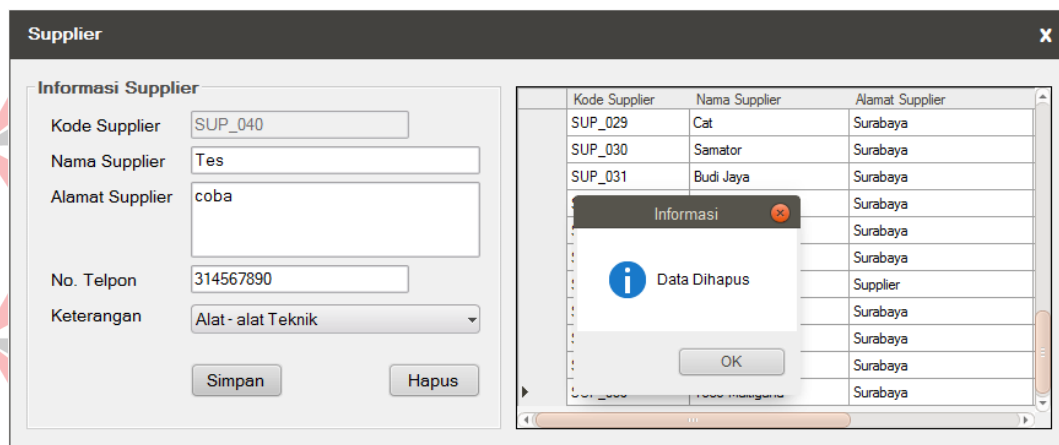 Supplier
x
Informasi Supplier
Kode Supplier SUP_040
Nama Supplier Tes
Alamat Supplier coba
No. Telpon 314567890
Keterangan Alat - alat Teknik
Simpan Hapus
Kode Supplier Nama Supplier Alamat Supplier
SUP_029 Cat Surabaya
SUP_030 Samator Surabaya
SUP_031 Budi Jaya Surabaya
Surabaya
Surabaya
Surabaya
Supplier
Surabaya
Surabaya
Surabaya
Surabaya
Informasi
Data Dihapus
OK